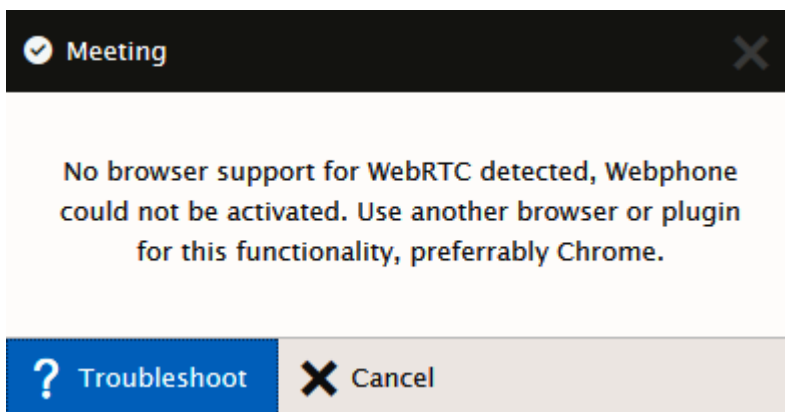 Meeting
No browser support for WebRTC detected, Webphone
could not be activated. Use another browser or plugin
for this functionality, preferrably Chrome.
? Troubleshoot
Cancel